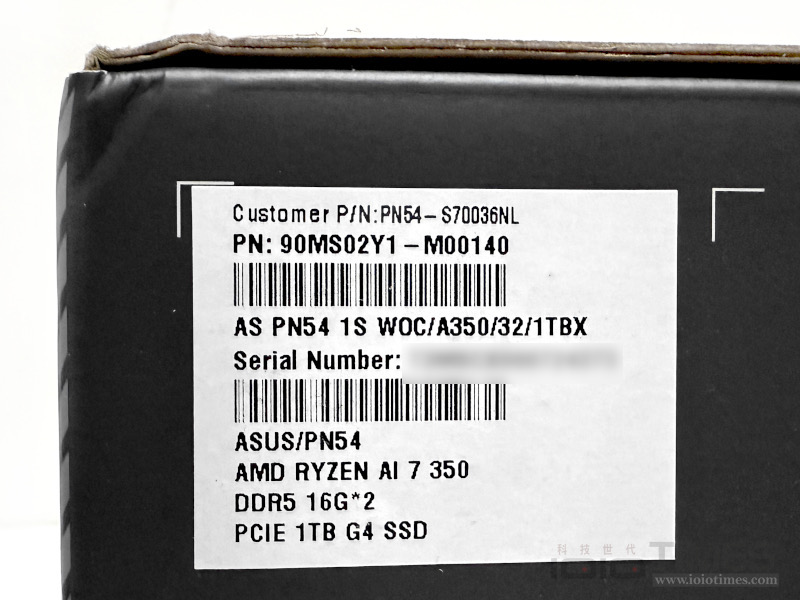 Customer P/N:PN54-S70036NL
PN: 90MS02Y1-M00140
AS PN54 1S WOC/A350/32/1TBX
Serial Number:
ASUS/PN54
AMD RYZEN AI 7 350
DDR5 16G*2
PCIE 1TB G4 SSD
科技世代
www.ioiotimes.com